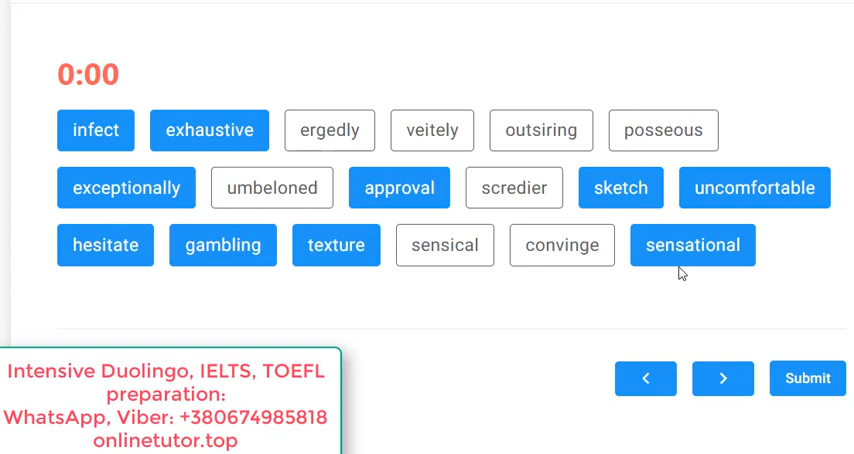 0:00
infect exhaustive ergedly veitely outsiring posseous
exceptionally umbeloned approval scredier sketch uncomfortable
hesitate gambling texture sensical convinge sensational
< > Submit
Intensive Duolingo, IELTS, TOEFL
preparation:
WhatsApp, Viber: +380674985818
onlinetutor.top